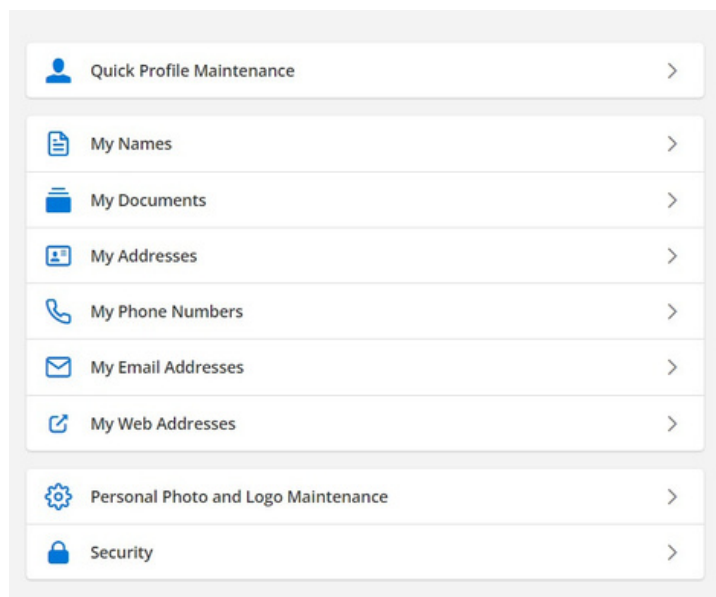 Quick Profile Maintenance
My Names
My Documents
My Addresses
My Phone Numbers
My Email Addresses
My Web Addresses
Personal Photo and Logo Maintenance
Security